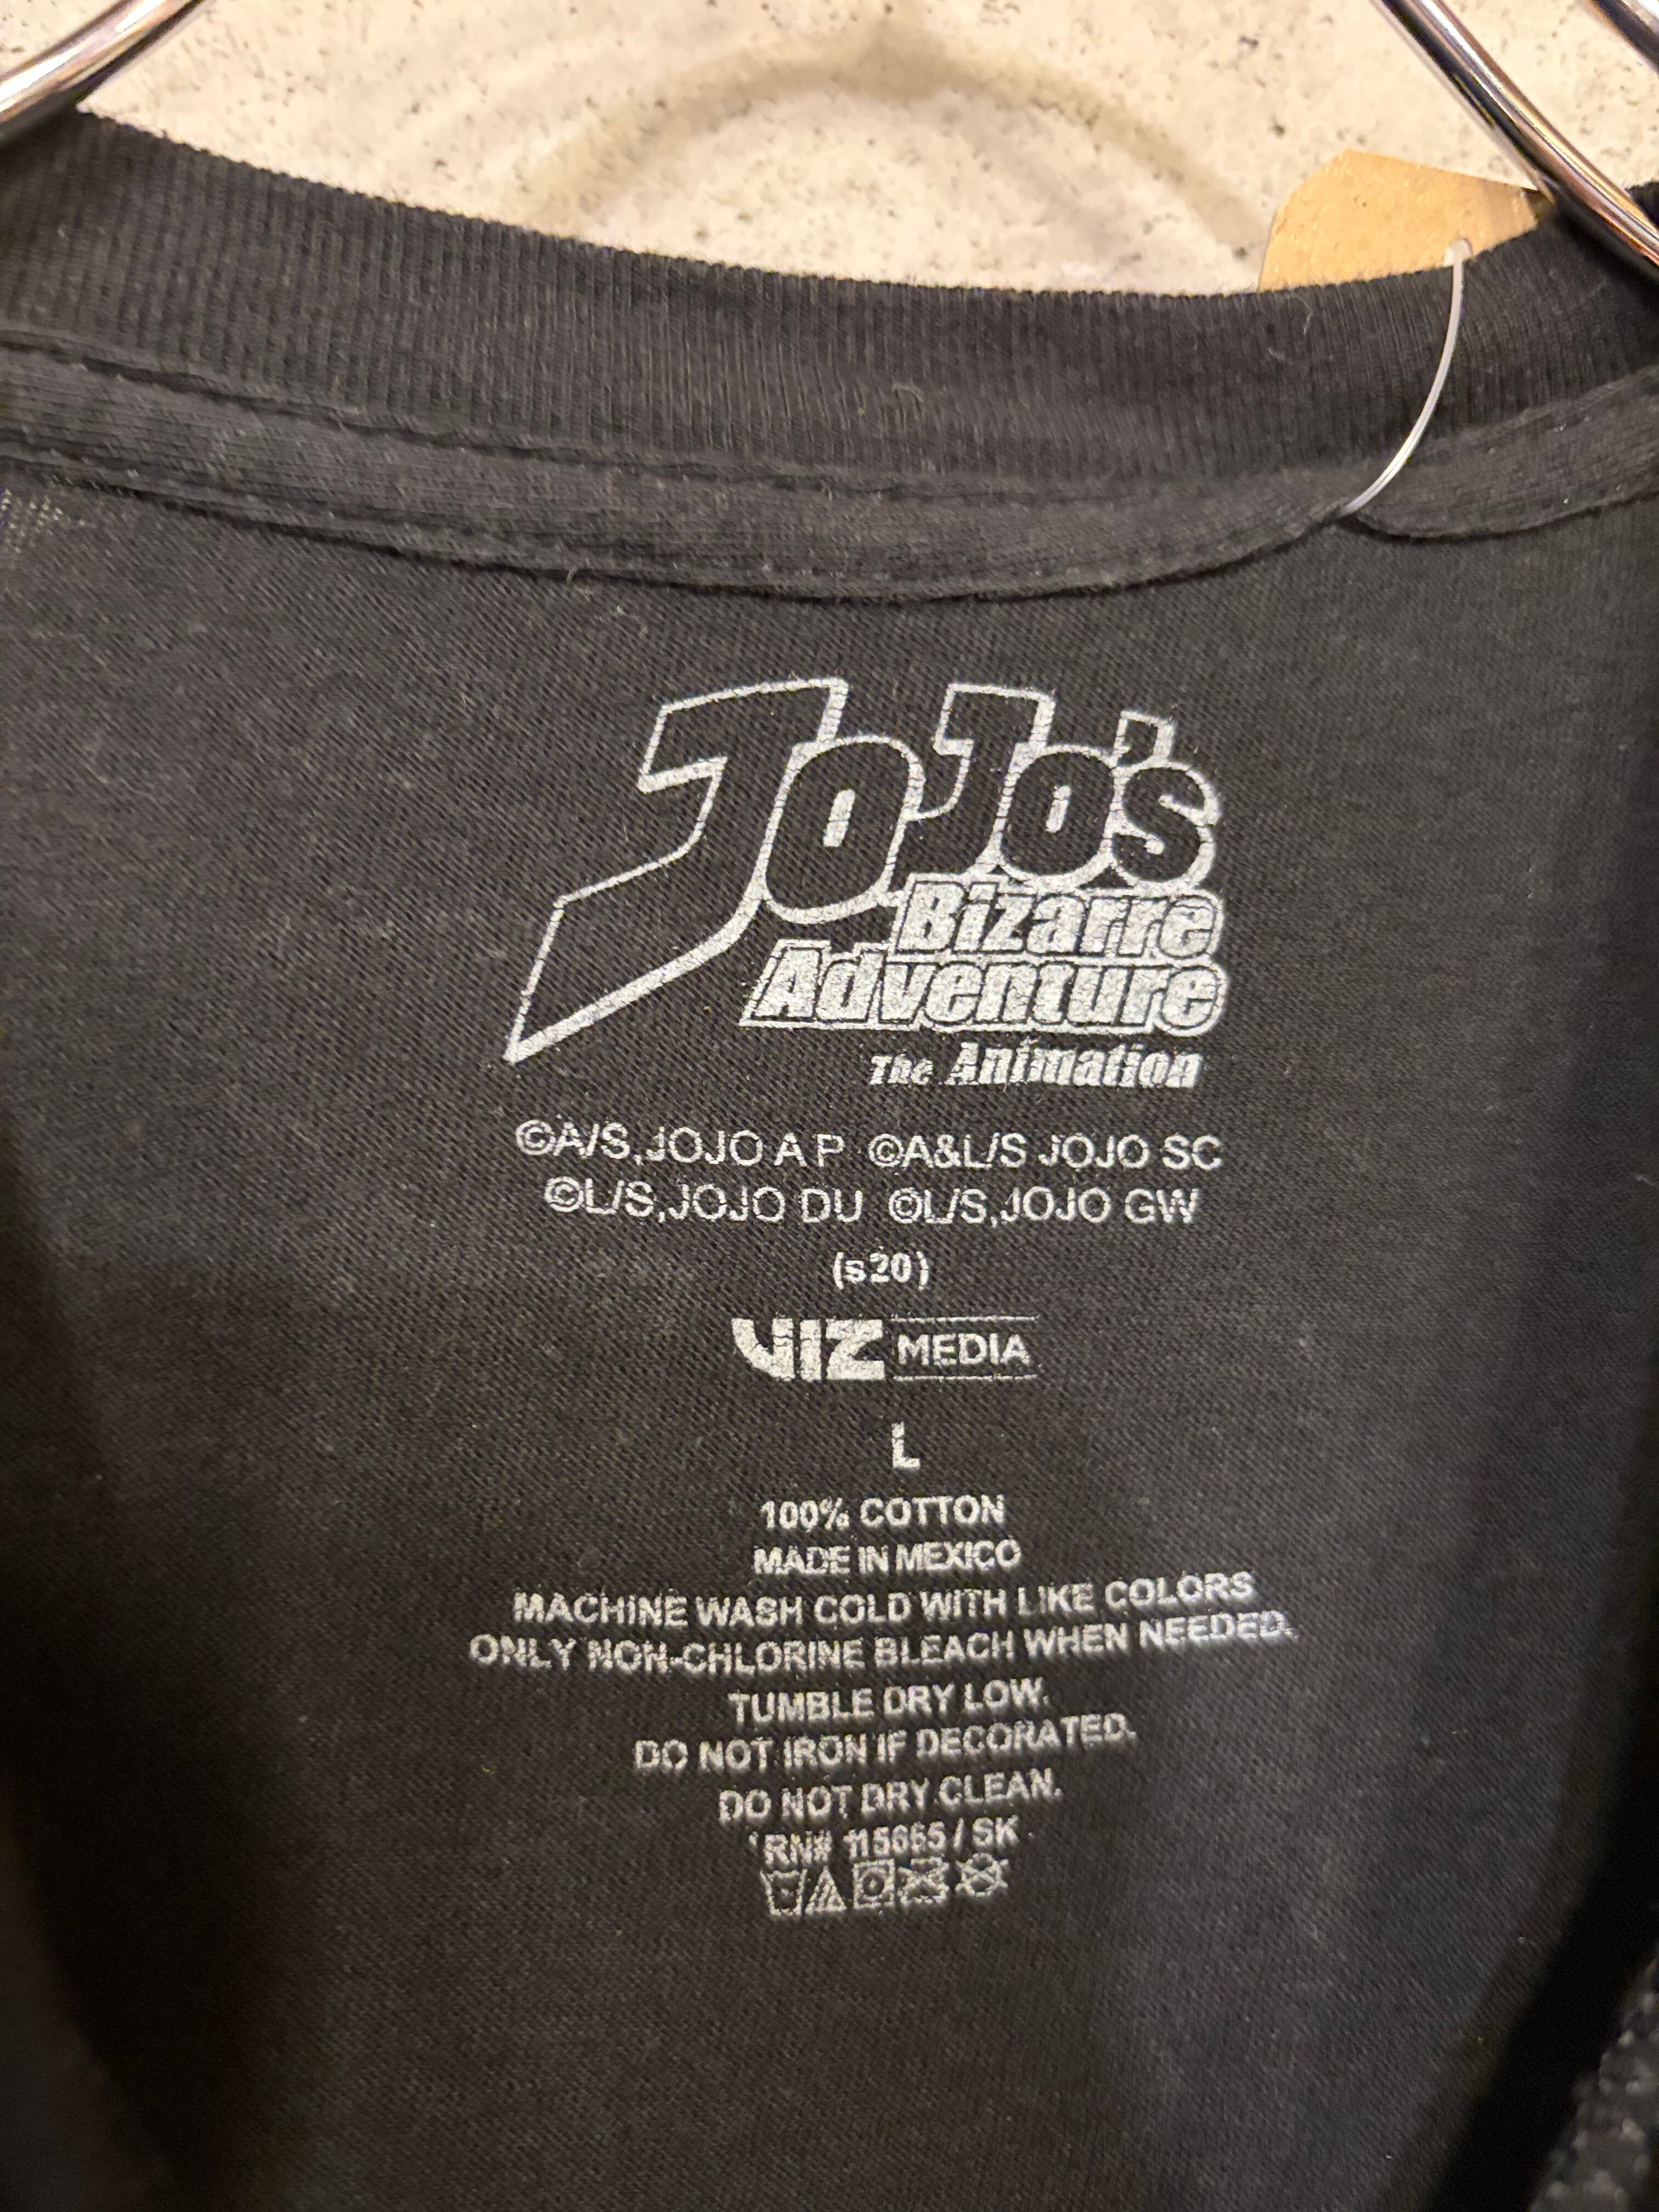 JoJo's
Bizarre
Adventure
The Animation
©A/S,JOJO A P ©A&L/S JOJO SC
©L/S,JOJO DU ©L/S,JOJO GW
(s20)
VIZ MEDIA
L
100% COTTON
MADE IN MEXICO
MACHINE WASH COLD WITH LIKE COLORS
ONLY NON-CHLORINE BLEACH WHEN NEEDED.
TUMBLE DRY LOW.
DO NOT IRON IF DECORATED.
DO NOT DRY CLEAN.
RN# 115665 / SK